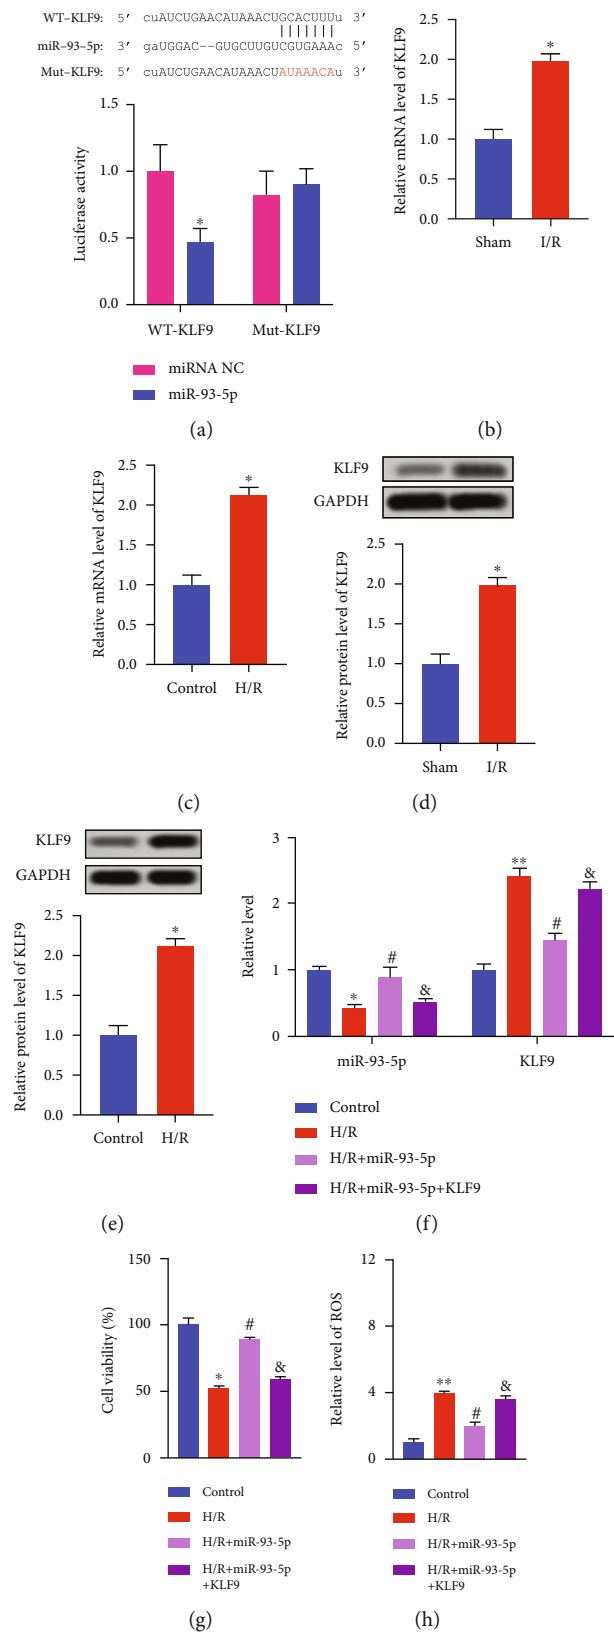 WT-KLF9: 5′ cuAUCUGAACAUAAACUGCACUUUu 3′
miR-93-5p: 3′ gaUGGAC--GUGCUUGUCGUGAAAc 5′
Mut-KLF9: 5′ cuAUCUGAACAUAAACUAUAAACAu 3′
Luciferase activity
1.5
1.0
0.5
0.0
*
WT-KLF9 Mut-KLF9
miRNA NC
miR-93-5p
(a)
Relative mRNA level of KLF9
2.5
2.0
1.5
1.0
0.5
0.0
*
Sham I/R
(b)
Relative mRNA level of KLF9
2.5
2.0
1.5
1.0
0.5
0.0
*
Control H/R
(c)
KLF9
GAPDH
Relative protein level of KLF9
2.5
2.0
1.5
1.0
0.5
0.0
*
Sham I/R
(d)
KLF9
GAPDH
Relative protein level of KLF9
2.5
2.0
1.5
1.0
0.5
0.0
*
Control H/R
(e)
Relative level
3
2
1
0
* # & ** # &
miR-93-5p KLF9
Control
H/R
H/R+miR-93-5p
H/R+miR-93-5p+KLF9
(f)
Cell viability (%)
150
100
50
0
* # &
Control
H/R
H/R+miR-93-5p
H/R+miR-93-5p
+KLF9
(g)
Relative level of ROS
12
8
4
0
** # &
Control
H/R
H/R+miR-93-5p
H/R+miR-93-5p
+KLF9
(h)